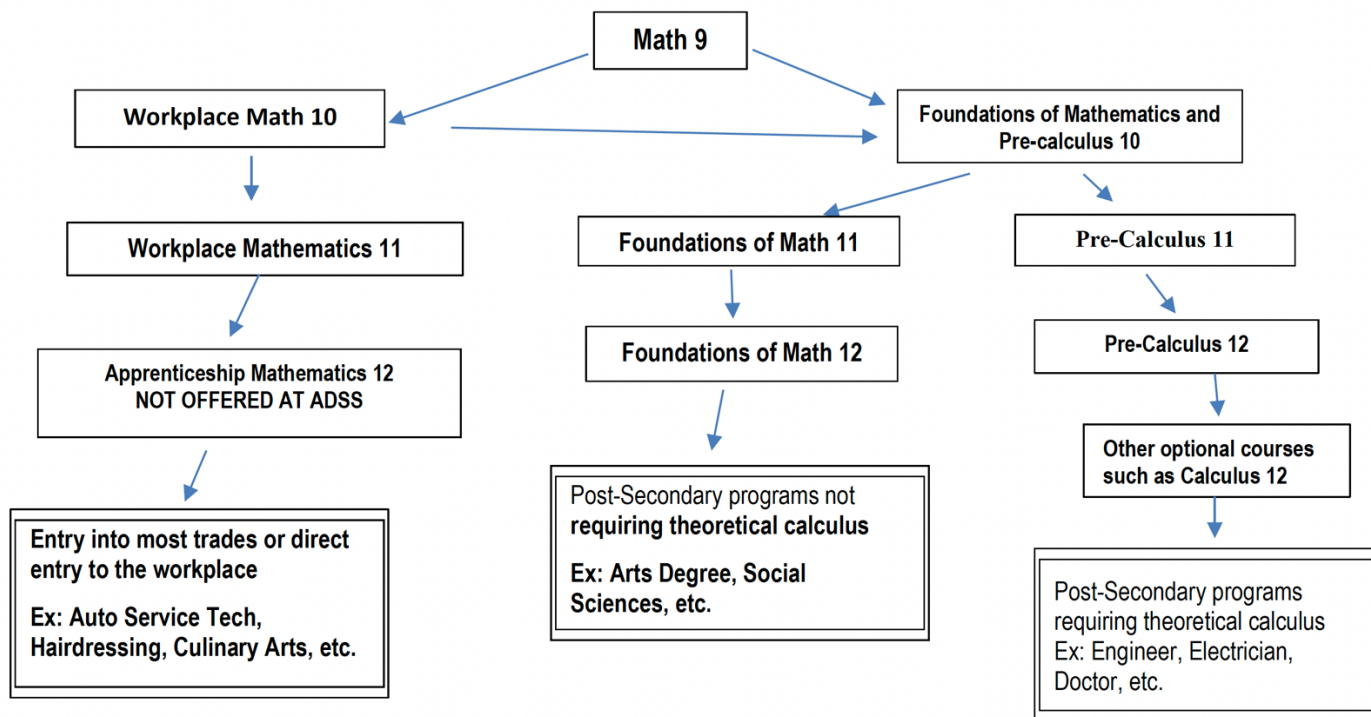 Math 9
Workplace Math 10
Foundations of Mathematics and
Pre-calculus 10
Workplace Mathematics 11
Foundations of Math 11
Pre-Calculus 11
Apprenticeship Mathematics 12
NOT OFFERED AT ADSS
Foundations of Math 12
Pre-Calculus 12
Other optional courses
such as Calculus 12
Entry into most trades or direct
entry to the workplace
Ex: Auto Service Tech,
Hairdressing, Culinary Arts, etc.
Post-Secondary programs not
requiring theoretical calculus
Ex: Arts Degree, Social
Sciences, etc.
Post-Secondary programs
requiring theoretical calculus
Ex: Engineer, Electrician,
Doctor, etc.